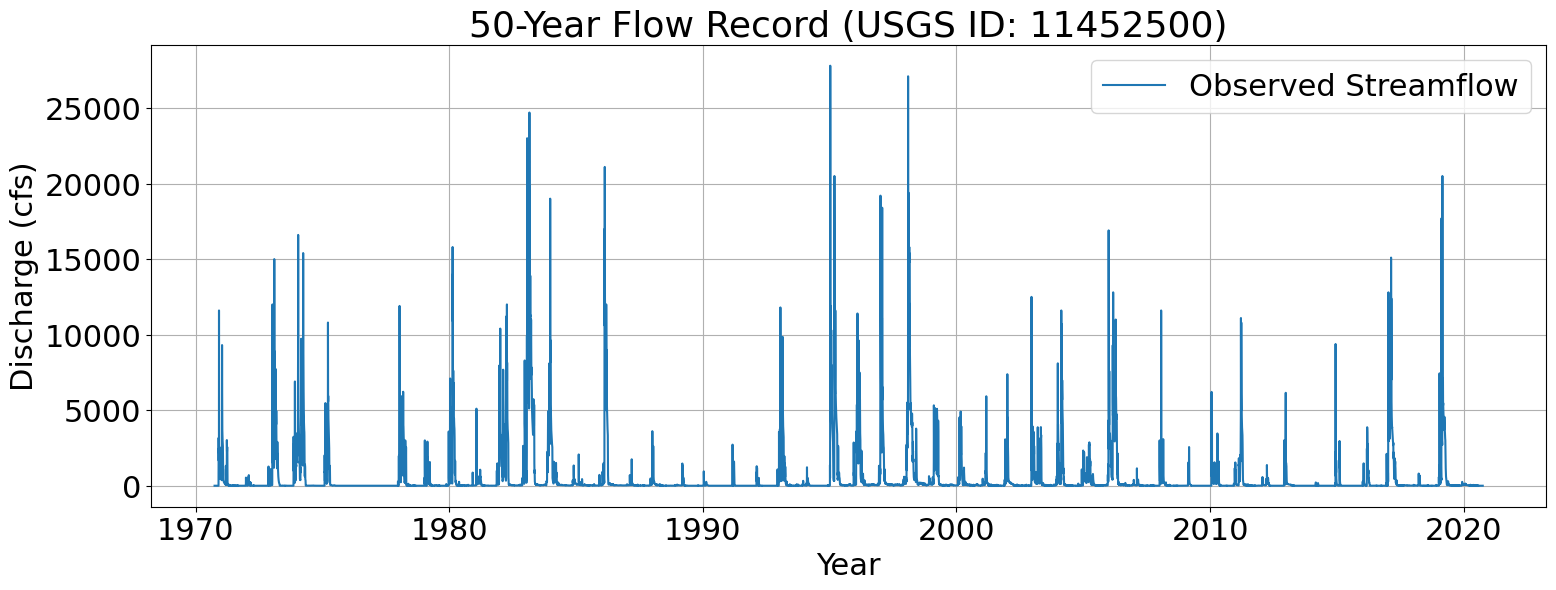 50-Year Flow Record (USGS ID: 11452500)
Observed Streamflow
Discharge (cfs)
25000
20000
15000
10000
5000
0
1970 1980 1990 2000 2010 2020
Year